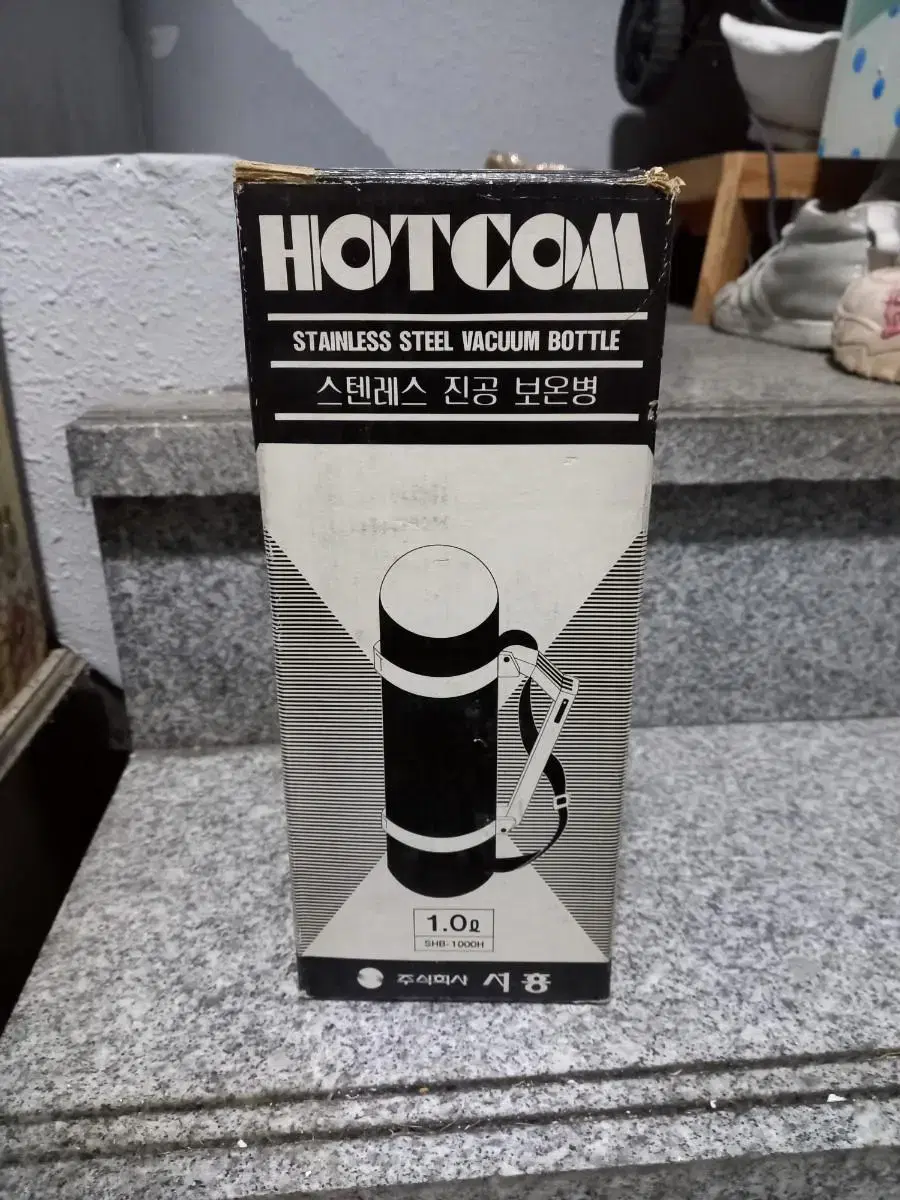 HOTCOM
STAINLESS STEEL VACUUM BOTTLE
스텐레스 진공 보온병
1.0ℓ
SHB-1000H
주식회사 서흥